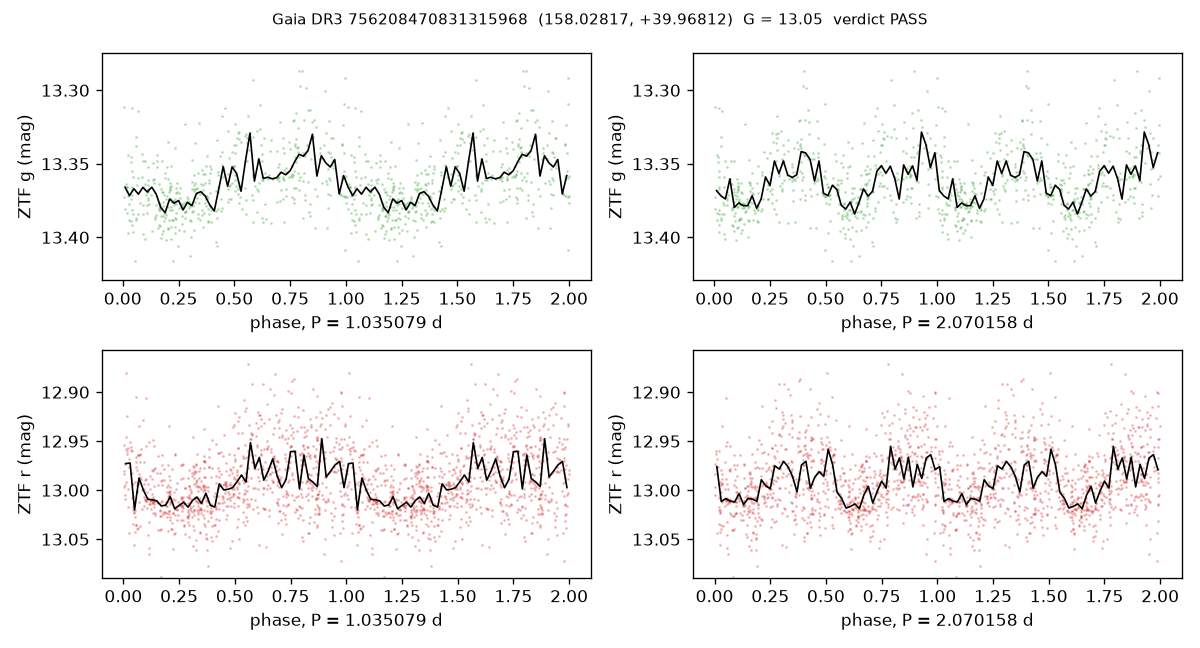 Gaia DR3 756208470831315968 (158.02817, +39.96812) G = 13.05 verdict PASS
ZTF g (mag)
13.30
13.35
13.40
0.00 0.25 0.50 0.75 1.00 1.25 1.50 1.75 2.00
phase, P = 1.035079 d
ZTF g (mag)
13.30
13.35
13.40
0.00 0.25 0.50 0.75 1.00 1.25 1.50 1.75 2.00
phase, P = 2.070158 d
ZTF r (mag)
12.90
12.95
13.00
13.05
0.00 0.25 0.50 0.75 1.00 1.25 1.50 1.75 2.00
phase, P = 1.035079 d
ZTF r (mag)
12.90
12.95
13.00
13.05
0.00 0.25 0.50 0.75 1.00 1.25 1.50 1.75 2.00
phase, P = 2.070158 d